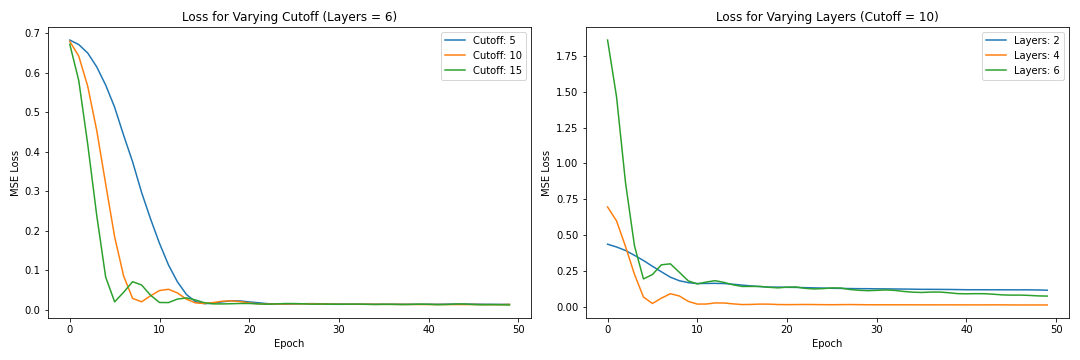 Loss for Varying Cutoff (Layers = 6)
MSE Loss
0.7
0.6
0.5
0.4
0.3
0.2
0.1
0.0
0
10
20
30
40
50
Epoch
Cutoff: 5
Cutoff: 10
Cutoff: 15
Loss for Varying Layers (Cutoff = 10)
MSE Loss
1.75
1.50
1.25
1.00
0.75
0.50
0.25
0.00
0
10
20
30
40
50
Epoch
Layers: 2
Layers: 4
Layers: 6